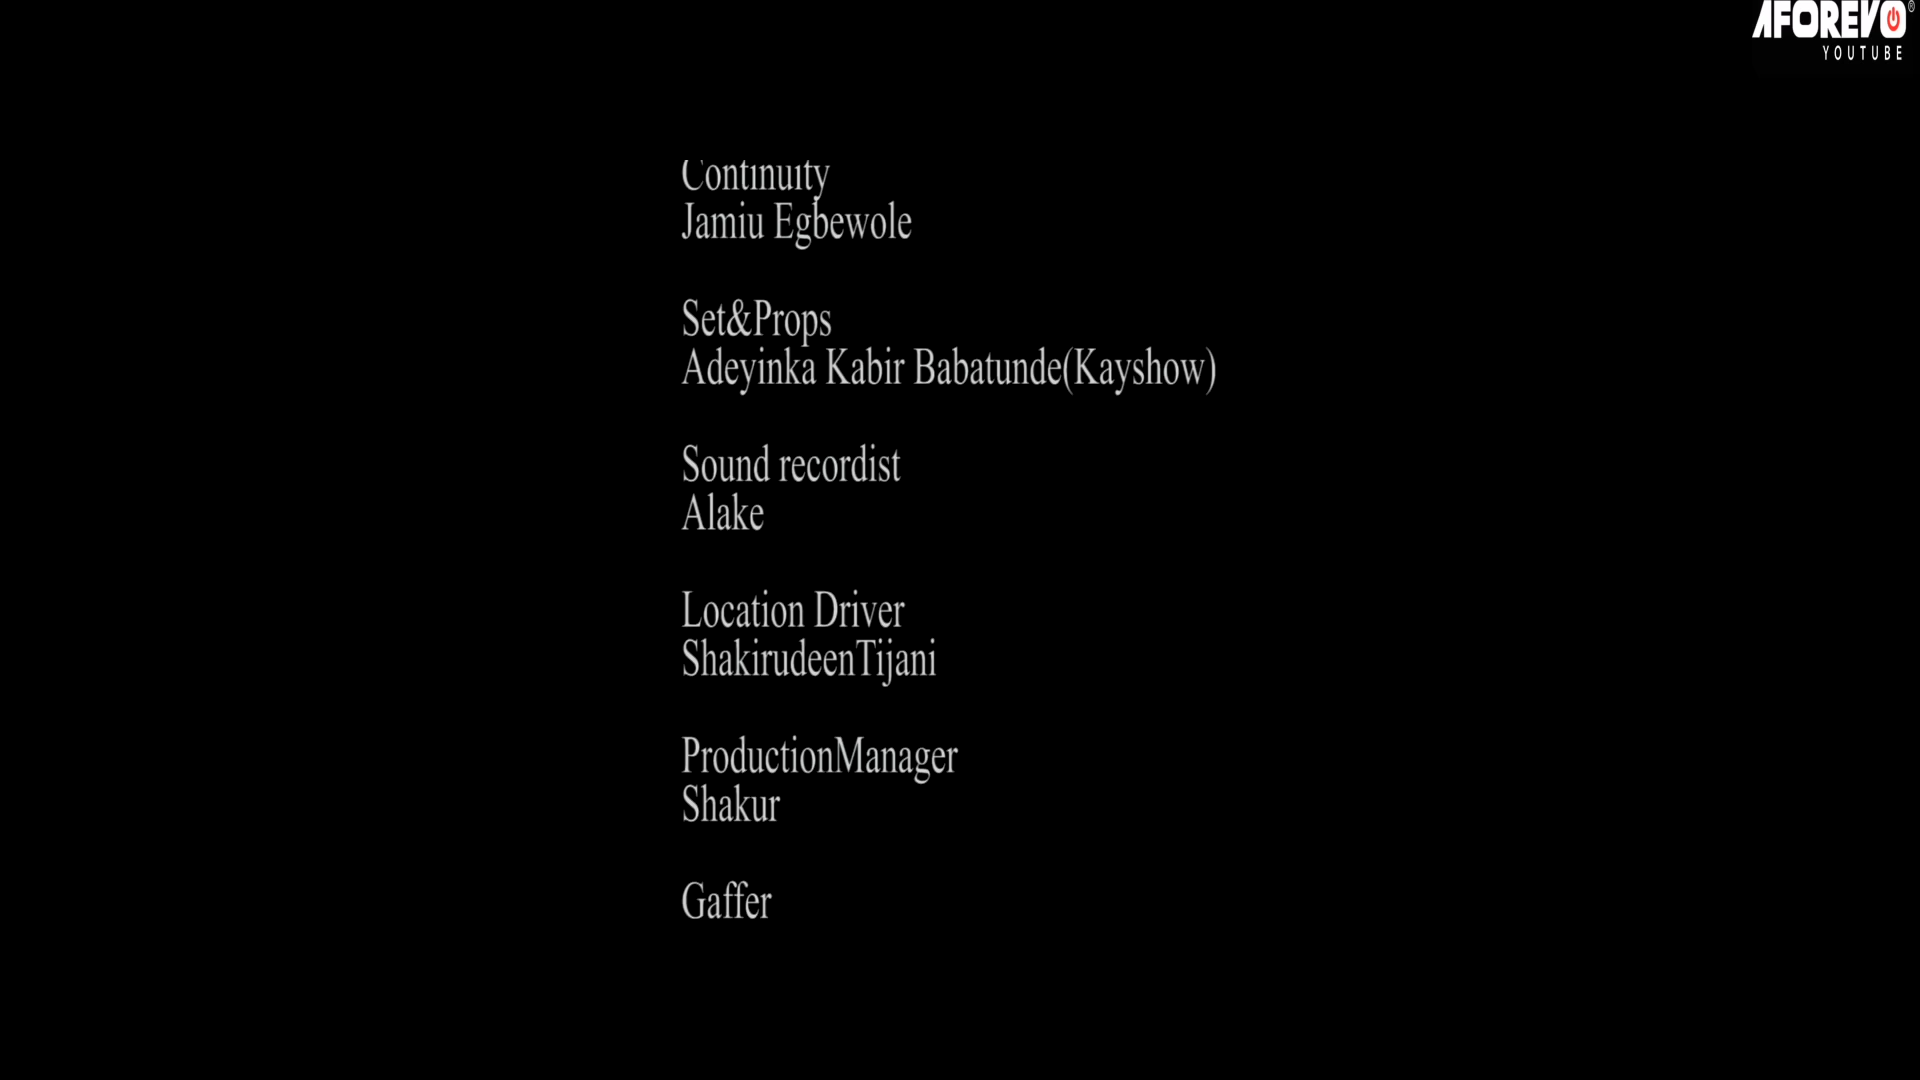 AFOREVO®
YOUTUBE
Continuity
Jamiu Egbewole
Set&Props
Adeyinka Kabir Babatunde(Kayshow)
Sound recordist
Alake
Location Driver
ShakirudeenTijani
ProductionManager
Shakur
Gaffer